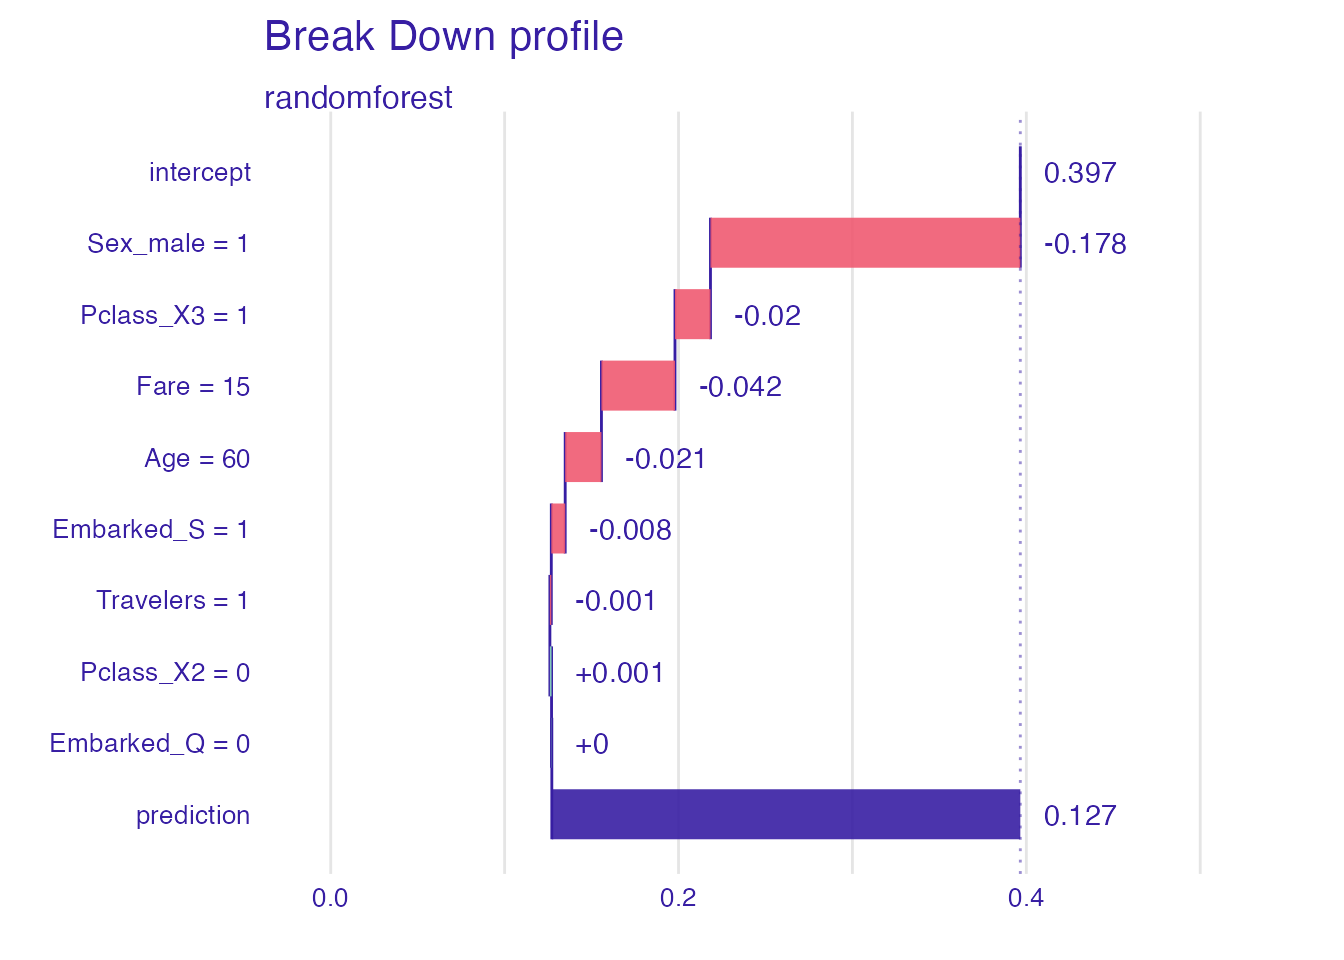 Break Down profile
randomforest
intercept 0.397
Sex_male = 1 -0.178
Pclass_X3 = 1 -0.02
Fare = 15 -0.042
Age = 60 -0.021
Embarked_S = 1 -0.008
Travelers = 1 -0.001
Pclass_X2 = 0 +0.001
Embarked_Q = 0 +0
prediction 0.127
0.0 0.2 0.4